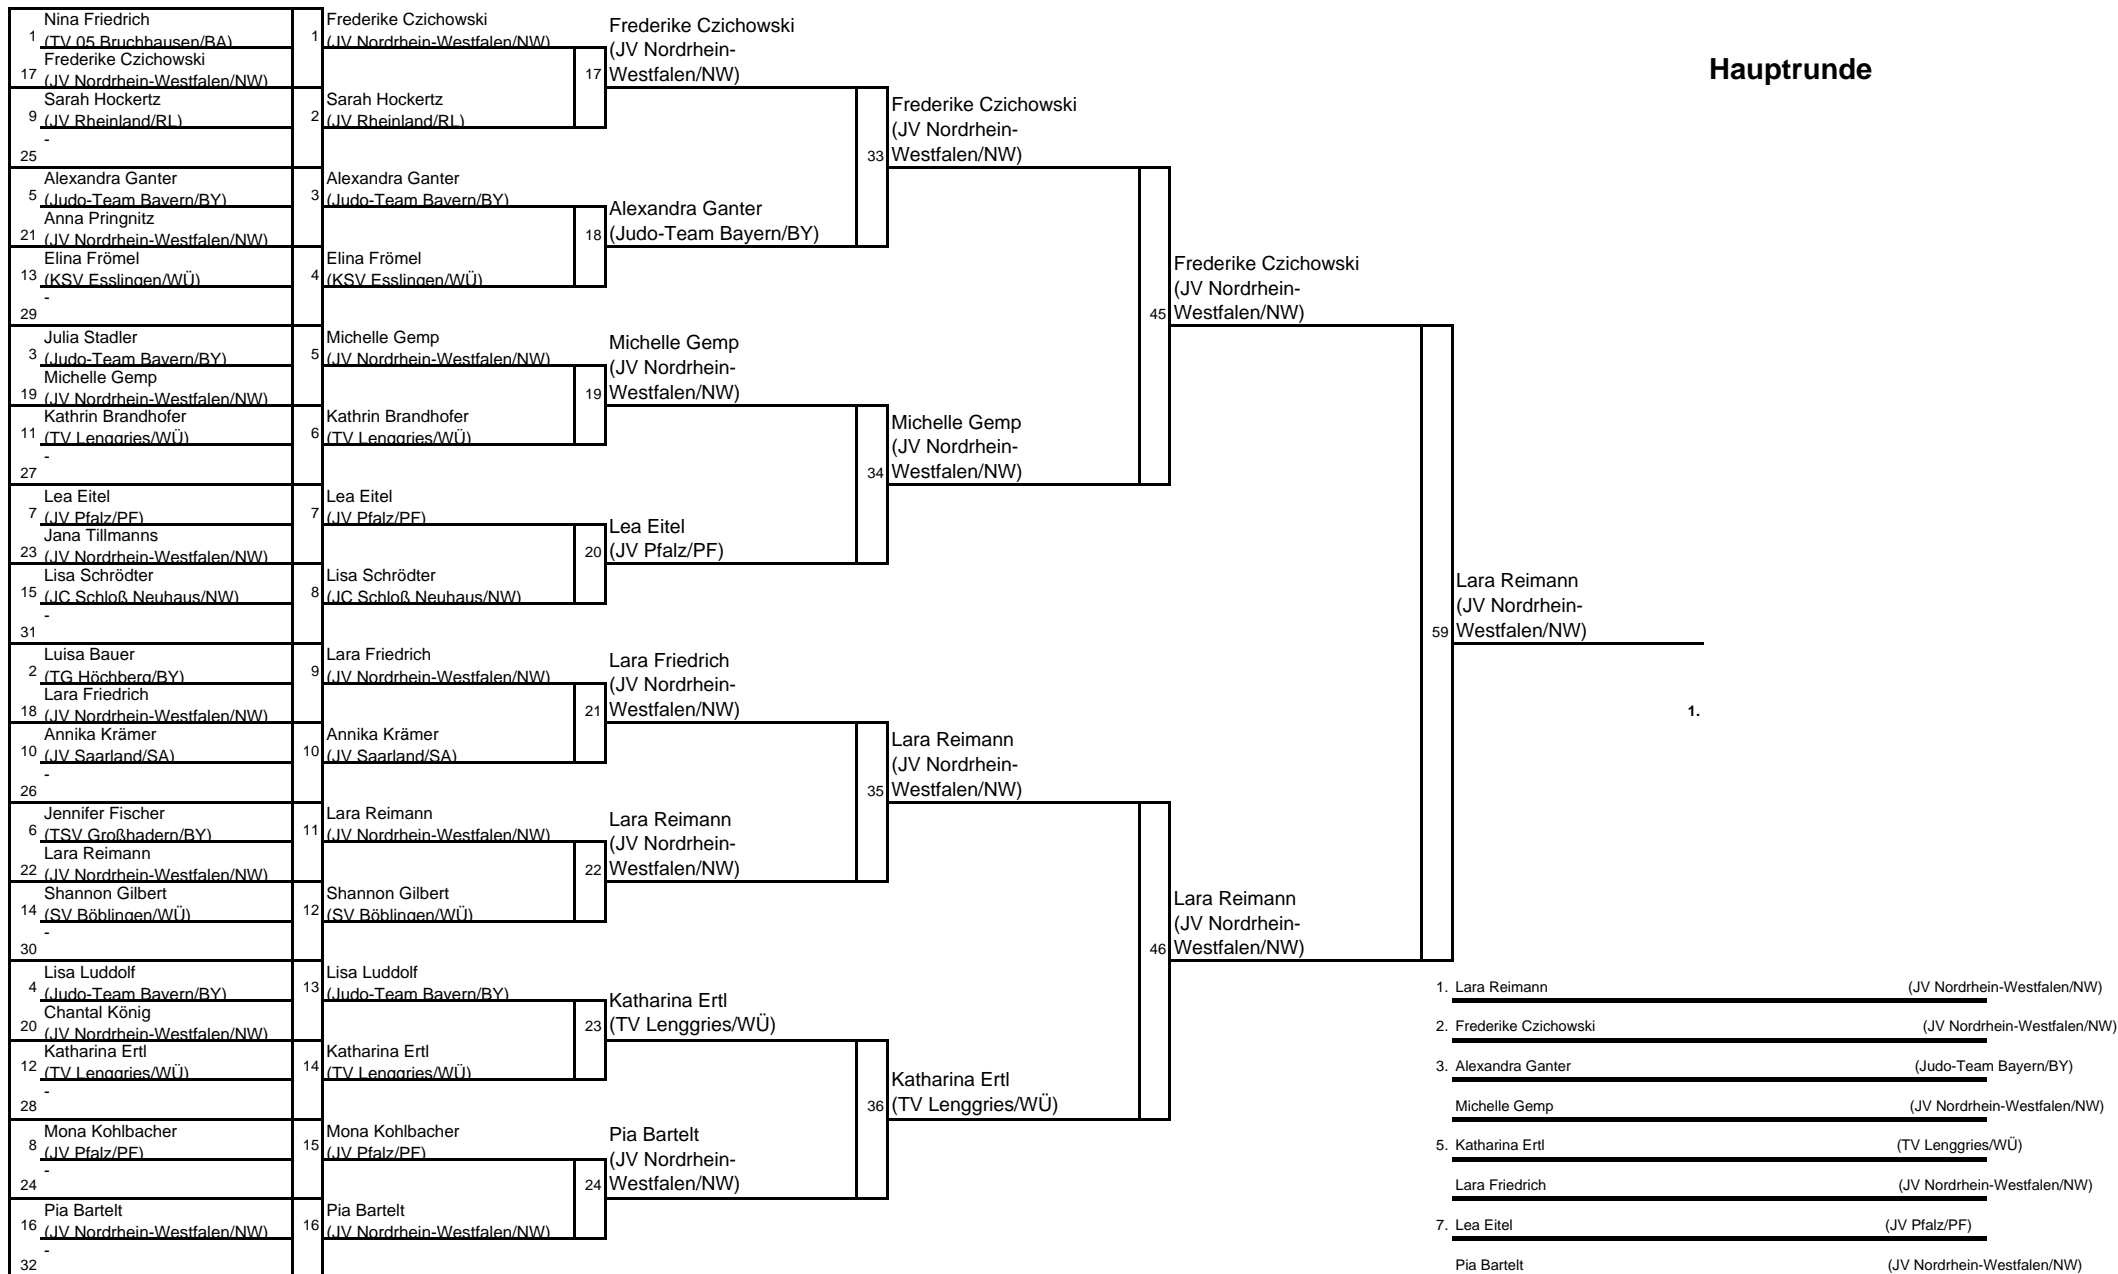 Hauptrunde
1 Nina Friedrich
(TV 05 Bruchhausen/BA)
17 Frederike Czichowski
(JV Nordrhein-Westfalen/NW)
9 Sarah Hockertz
(JV Rheinland/RL)
-
25
5 Alexandra Ganter
(Judo-Team Bayern/BY)
21 Anna Pringnitz
(JV Nordrhein-Westfalen/NW)
13 Elina Frömel
(KSV Esslingen/WÜ)
-
29
3 Julia Stadler
(Judo-Team Bayern/BY)
19 Michelle Gemp
(JV Nordrhein-Westfalen/NW)
11 Kathrin Brandhofer
(TV Lenggries/WÜ)
-
27
7 Lea Eitel
(JV Pfalz/PF)
23 Jana Tillmanns
(JV Nordrhein-Westfalen/NW)
15 Lisa Schrödter
(JC Schloß Neuhaus/NW)
-
31
2 Luisa Bauer
(TG Höchberg/BY)
18 Lara Friedrich
(JV Nordrhein-Westfalen/NW)
10 Annika Krämer
(JV Saarland/SA)
-
26
6 Jennifer Fischer
(TSV Großhadern/BY)
22 Lara Reimann
(JV Nordrhein-Westfalen/NW)
14 Shannon Gilbert
(SV Böblingen/WÜ)
-
30
4 Lisa Luddolf
(Judo-Team Bayern/BY)
20 Chantal König
(JV Nordrhein-Westfalen/NW)
12 Katharina Ertl
(TV Lenggries/WÜ)
-
28
8 Mona Kohlbacher
(JV Pfalz/PF)
-
24
16 Pia Bartelt
(JV Nordrhein-Westfalen/NW)
-
32
1 Frederike Czichowski
(JV Nordrhein-Westfalen/NW)
2 Sarah Hockertz
(JV Rheinland/RL)
3 Alexandra Ganter
(Judo-Team Bayern/BY)
4 Elina Frömel
(KSV Esslingen/WÜ)
5 Michelle Gemp
(JV Nordrhein-Westfalen/NW)
6 Kathrin Brandhofer
(TV Lenggries/WÜ)
7 Lea Eitel
(JV Pfalz/PF)
8 Lisa Schrödter
(JC Schloß Neuhaus/NW)
9 Lara Friedrich
(JV Nordrhein-Westfalen/NW)
10 Annika Krämer
(JV Saarland/SA)
11 Lara Reimann
(JV Nordrhein-Westfalen/NW)
12 Shannon Gilbert
(SV Böblingen/WÜ)
13 Lisa Luddolf
(Judo-Team Bayern/BY)
14 Katharina Ertl
(TV Lenggries/WÜ)
15 Mona Kohlbacher
(JV Pfalz/PF)
16 Pia Bartelt
(JV Nordrhein-Westfalen/NW)
Frederike Czichowski
(JV Nordrhein-
17 Westfalen/NW)
Alexandra Ganter
18 (Judo-Team Bayern/BY)
Michelle Gemp
(JV Nordrhein-
19 Westfalen/NW)
Lea Eitel
20 (JV Pfalz/PF)
Lara Friedrich
(JV Nordrhein-
21 Westfalen/NW)
Lara Reimann
(JV Nordrhein-
22 Westfalen/NW)
Katharina Ertl
23 (TV Lenggries/WÜ)
Pia Bartelt
(JV Nordrhein-
24 Westfalen/NW)
Frederike Czichowski
(JV Nordrhein-
33 Westfalen/NW)
Michelle Gemp
(JV Nordrhein-
34 Westfalen/NW)
Lara Reimann
(JV Nordrhein-
35 Westfalen/NW)
Katharina Ertl
36 (TV Lenggries/WÜ)
Frederike Czichowski
(JV Nordrhein-
45 Westfalen/NW)
Lara Reimann
(JV Nordrhein-
46 Westfalen/NW)
Lara Reimann
(JV Nordrhein-
59 Westfalen/NW)
1.
1. Lara Reimann (JV Nordrhein-Westfalen/NW)
2. Frederike Czichowski (JV Nordrhein-Westfalen/NW)
3. Alexandra Ganter (Judo-Team Bayern/BY)
Michelle Gemp (JV Nordrhein-Westfalen/NW)
5. Katharina Ertl (TV Lenggries/WÜ)
Lara Friedrich (JV Nordrhein-Westfalen/NW)
7. Lea Eitel (JV Pfalz/PF)
Pia Bartelt (JV Nordrhein-Westfalen/NW)